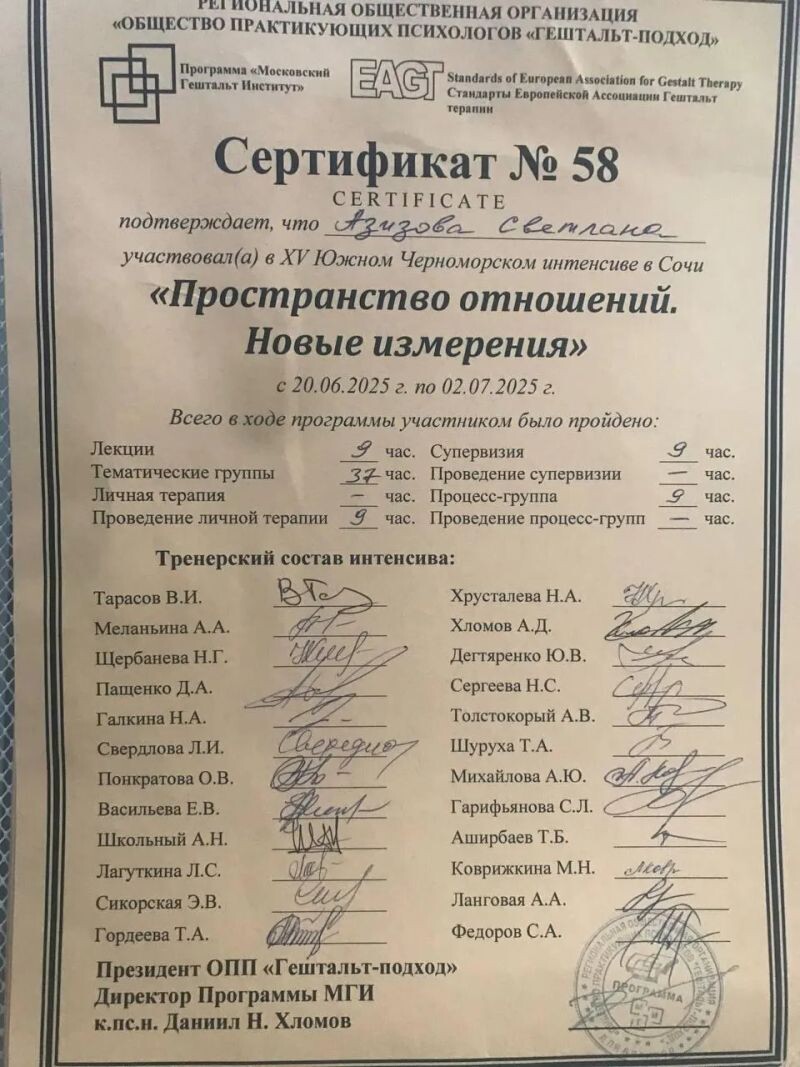 РЕГИОНАЛЬНАЯ ОБЩЕСТВЕННАЯ ОРГАНИЗАЦИЯ
«ОБЩЕСТВО ПРАКТИКУЮЩИХ ПСИХОЛОГОВ «ГЕШТАЛЬТ-ПОДХОД»
Программа «Московский
Гештальт Институт»
EAGT
Standards of European Association for Gestalt Therapy
Стандарты Европейской Ассоциации Гештальт
терапии
Сертификат № 58
CERTIFICATE
подтверждает, что Азизова Светлана
участвовал(а) в XV Южном Черноморском интенсиве в Сочи
«Пространство отношений.
Новые измерения»
с 20.06.2025 г. по 02.07.2025 г.
Всего в ходе программы участником было пройдено:
Лекции 9 час. Супервизия 9 час.
Тематические группы 37 час. Проведение супервизии — час.
Личная терапия – час. Процесс-группа 9 час.
Проведение личной терапии 9 час. Проведение процесс-групп — час.
Тренерский состав интенсива:
Тарасов В.И. Хрусталева Н.А.
Меланьина А.А. Хломов А.Д.
Щербанева Н.Г. Дегтяренко Ю.В.
Пащенко Д.А. Сергеева Н.С.
Галкина Н.А. Толстокорый А.В.
Свердлова Л.И. Шуруха Т.А.
Понкратова О.В. Михайлова А.Ю.
Васильева Е.В. Гарифьянова С.Л.
Школьный А.Н. Аширбаев Т.Б.
Лагуткина Л.С. Коврижкина М.Н.
Сикорская Э.В. Ланговая А.А.
Гордеева Т.А. Федоров С.А.
Президент ОПП «Гештальт-подход»
Директор Программы МГИ
к.пс.н. Даниил Н. Хломов
ПРОГРАММА